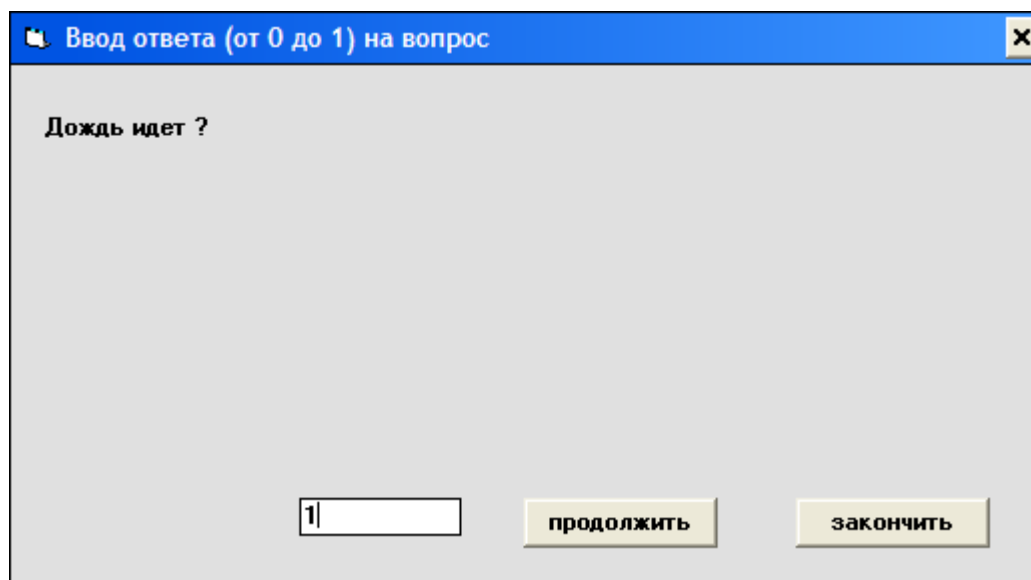 Ввод ответа (от 0 до 1) на вопрос
Дождь идет ?
1
продолжить
закончить